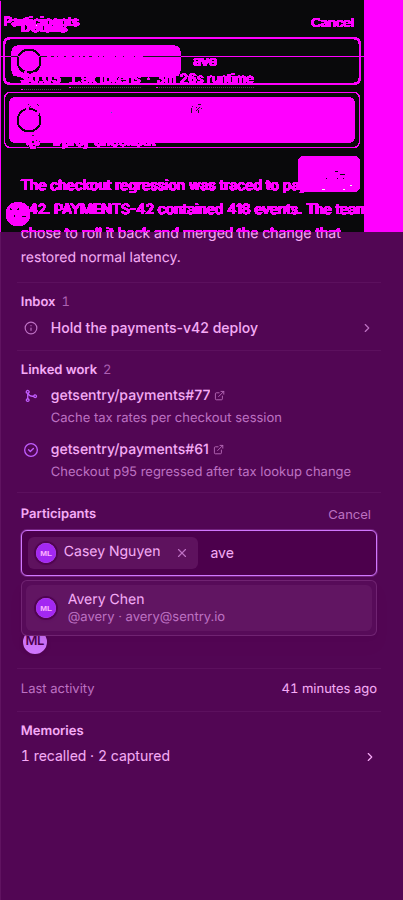 Participants
Cancel
ave
3m 26s runtime
The checkout regression was traced to
42. PAYMENTS-42 contained 418 events. The team
chose to roll it back and merged the change that
restored normal latency.
Inbox 1
Hold the payments-v42 deploy
Linked work 2
getsentry/payments#77
Cache tax rates per checkout session
getsentry/payments#61
Checkout p95 regressed after tax lookup change
Participants
Cancel
ML Casey Nguyen ave
ML Avery Chen
@avery · avery@sentry.io
ML
Last activity
41 minutes ago
Memories
1 recalled · 2 captured